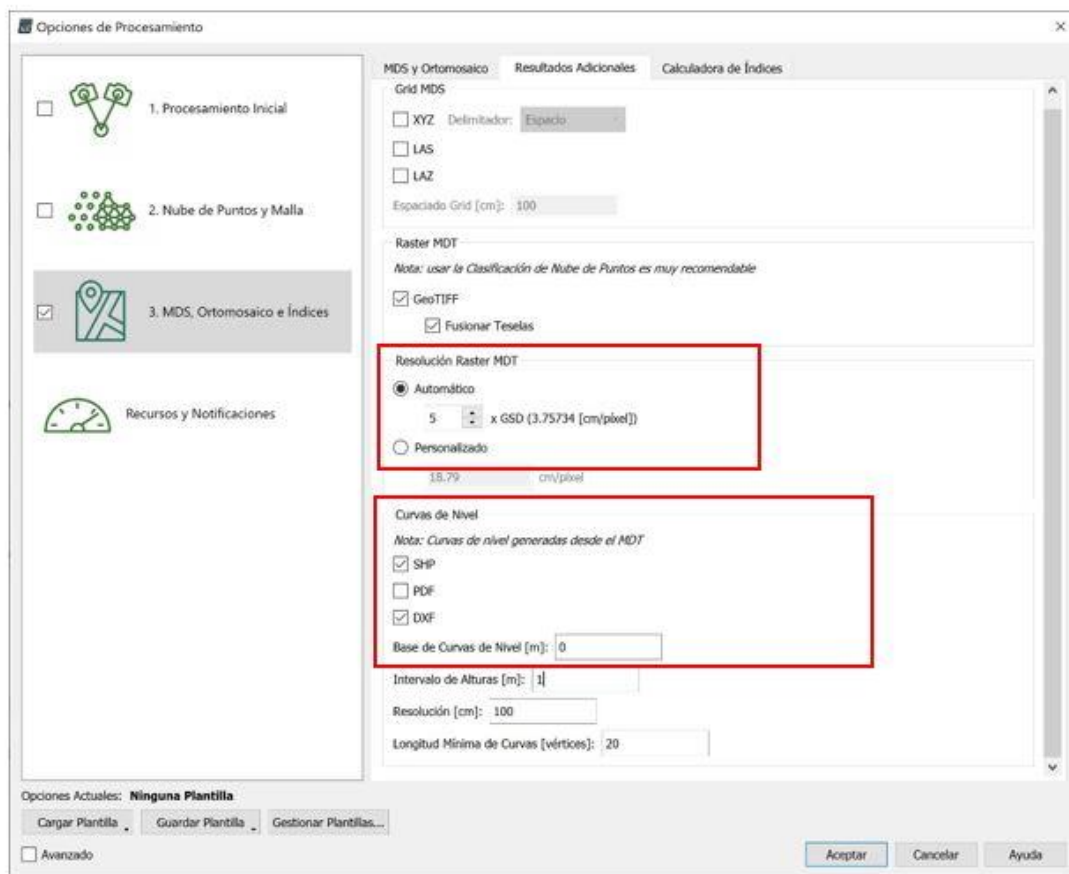 Opciones de Procesamiento
1. Procesamiento Inicial
2. Nube de Puntos y Malla
3. MDS, Ortomosaico e Índices
Recursos y Notificaciones
MDS y Ortomosaico Resultados Adicionales Calculadora de Índices
Grid MDS
XYZ Delimitador: Espacio
LAS
LAZ
Espaciado Grid [cm]: 100
Raster MDT
Nota: usar la Clasificación de Nube de Puntos es muy recomendable
GeoTIFF
Fusionar Teselas
Resolución Raster MDT
Automático
5 x GSD (3.75734 [cm/pixel])
Personalizado
18.79 cm/pixel
Curvas de Nivel
Nota: Curvas de nivel generadas desde el MDT
SHP
PDF
DXF
Base de Curvas de Nivel [m]: 0
Intervalo de Alturas [m]: 1
Resolución [cm]: 100
Longitud Mínima de Curvas [vértices]: 20
Opciones Actuales: Ninguna Plantilla
Cargar Plantilla Guardar Plantilla Gestionar Plantillas...
Avanzado
Aceptar Cancelar Ayuda